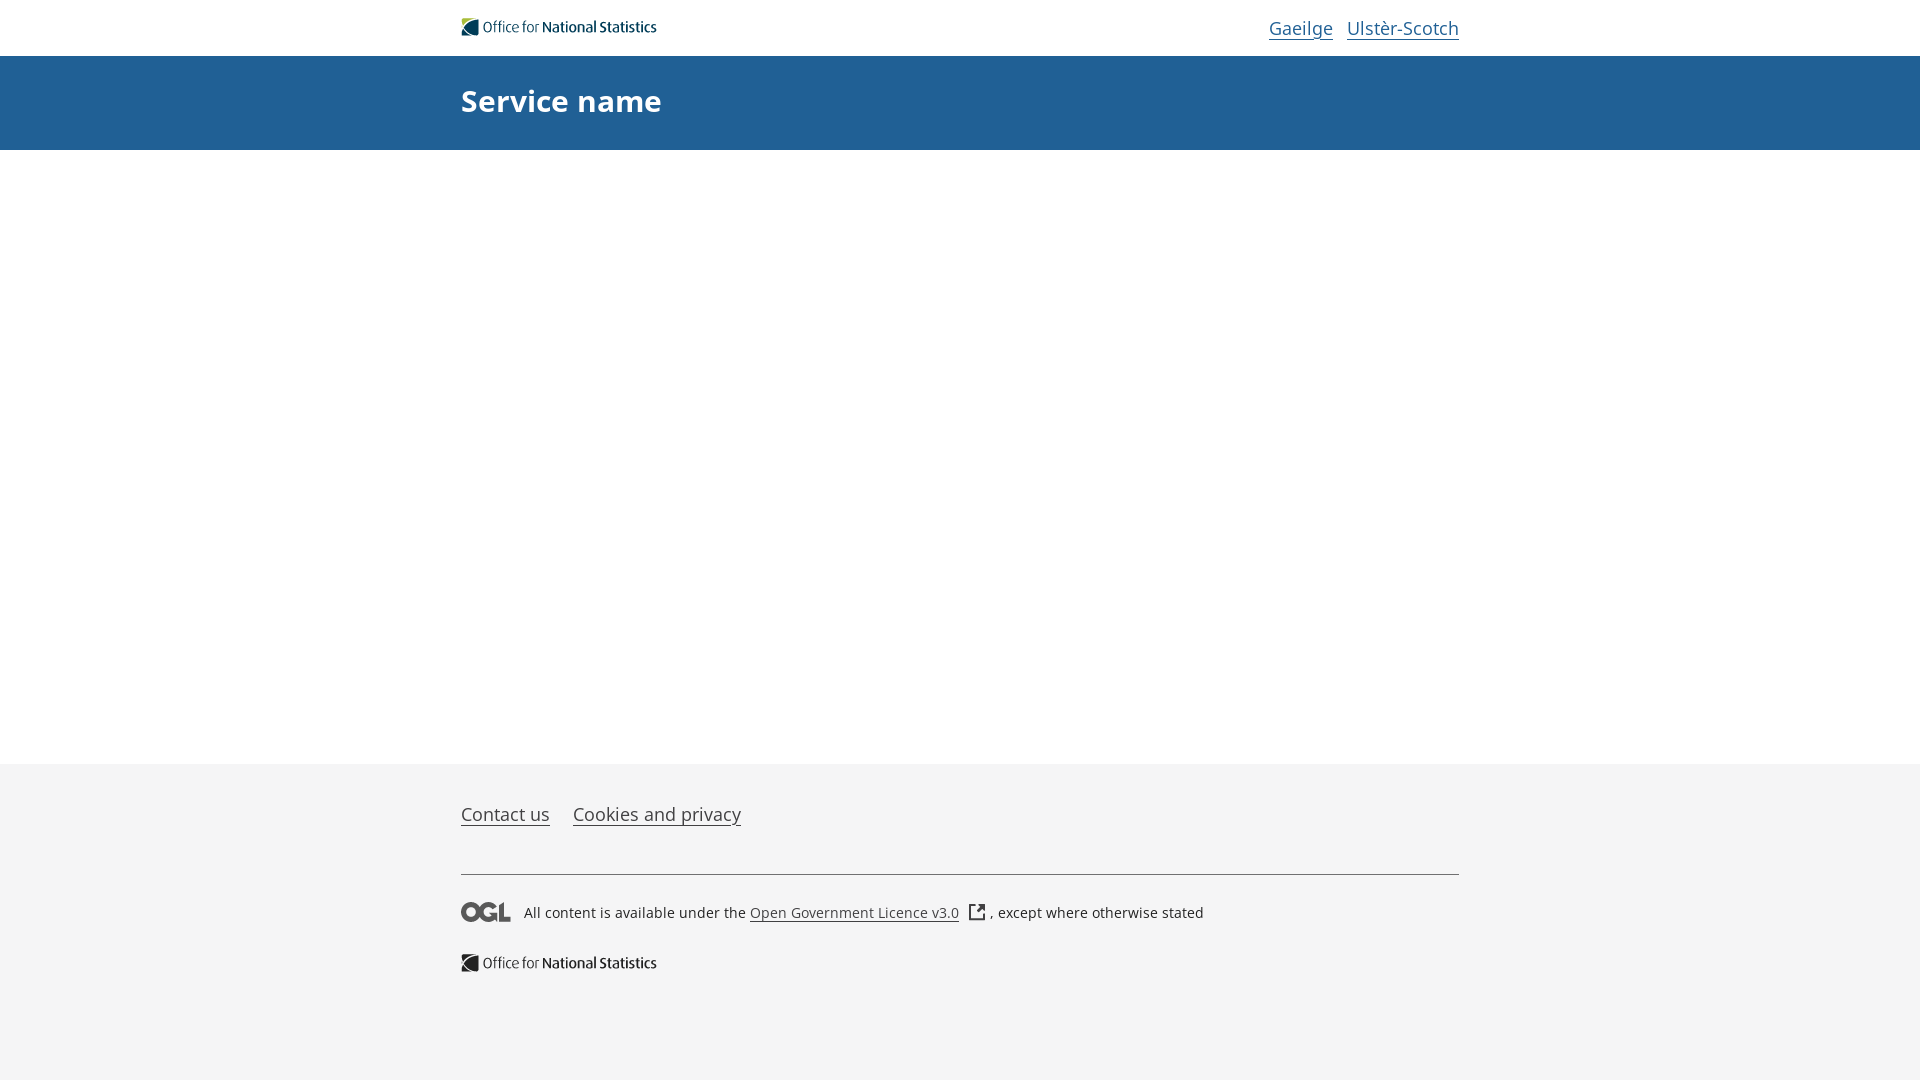 Office for National Statistics
Gaeilge Ulstèr-Scotch
Service name
Contact us Cookies and privacy
OGL All content is available under the Open Government Licence v3.0 , except where otherwise stated
Office for National Statistics